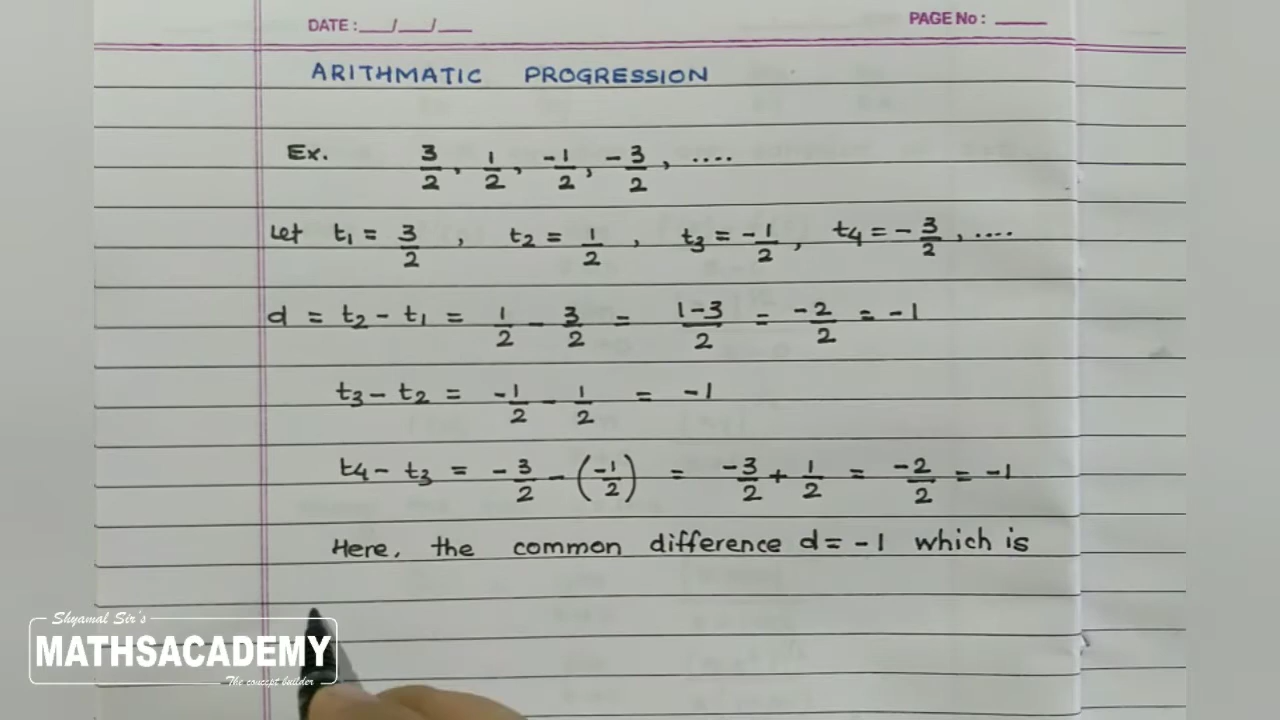 DATE :___/___/___
PAGE No : _____
ARITHMATIC PROGRESSION
Ex. 3/2, 1/2, -1/2, -3/2, ....
Let t₁ = 3/2, t₂ = 1/2, t₃ = -1/2, t₄ = -3/2, ....
d = t₂ - t₁ = 1/2 - 3/2 = 1-3/2 = -2/2 = -1
t₃ - t₂ = -1/2 - 1/2 = -1
t₄ - t₃ = -3/2 - (-1/2) = -3/2 + 1/2 = -2/2 = -1
Here, the common difference d = -1 which is
Shyamal Sir's
MATHSACADEMY
The concept builder